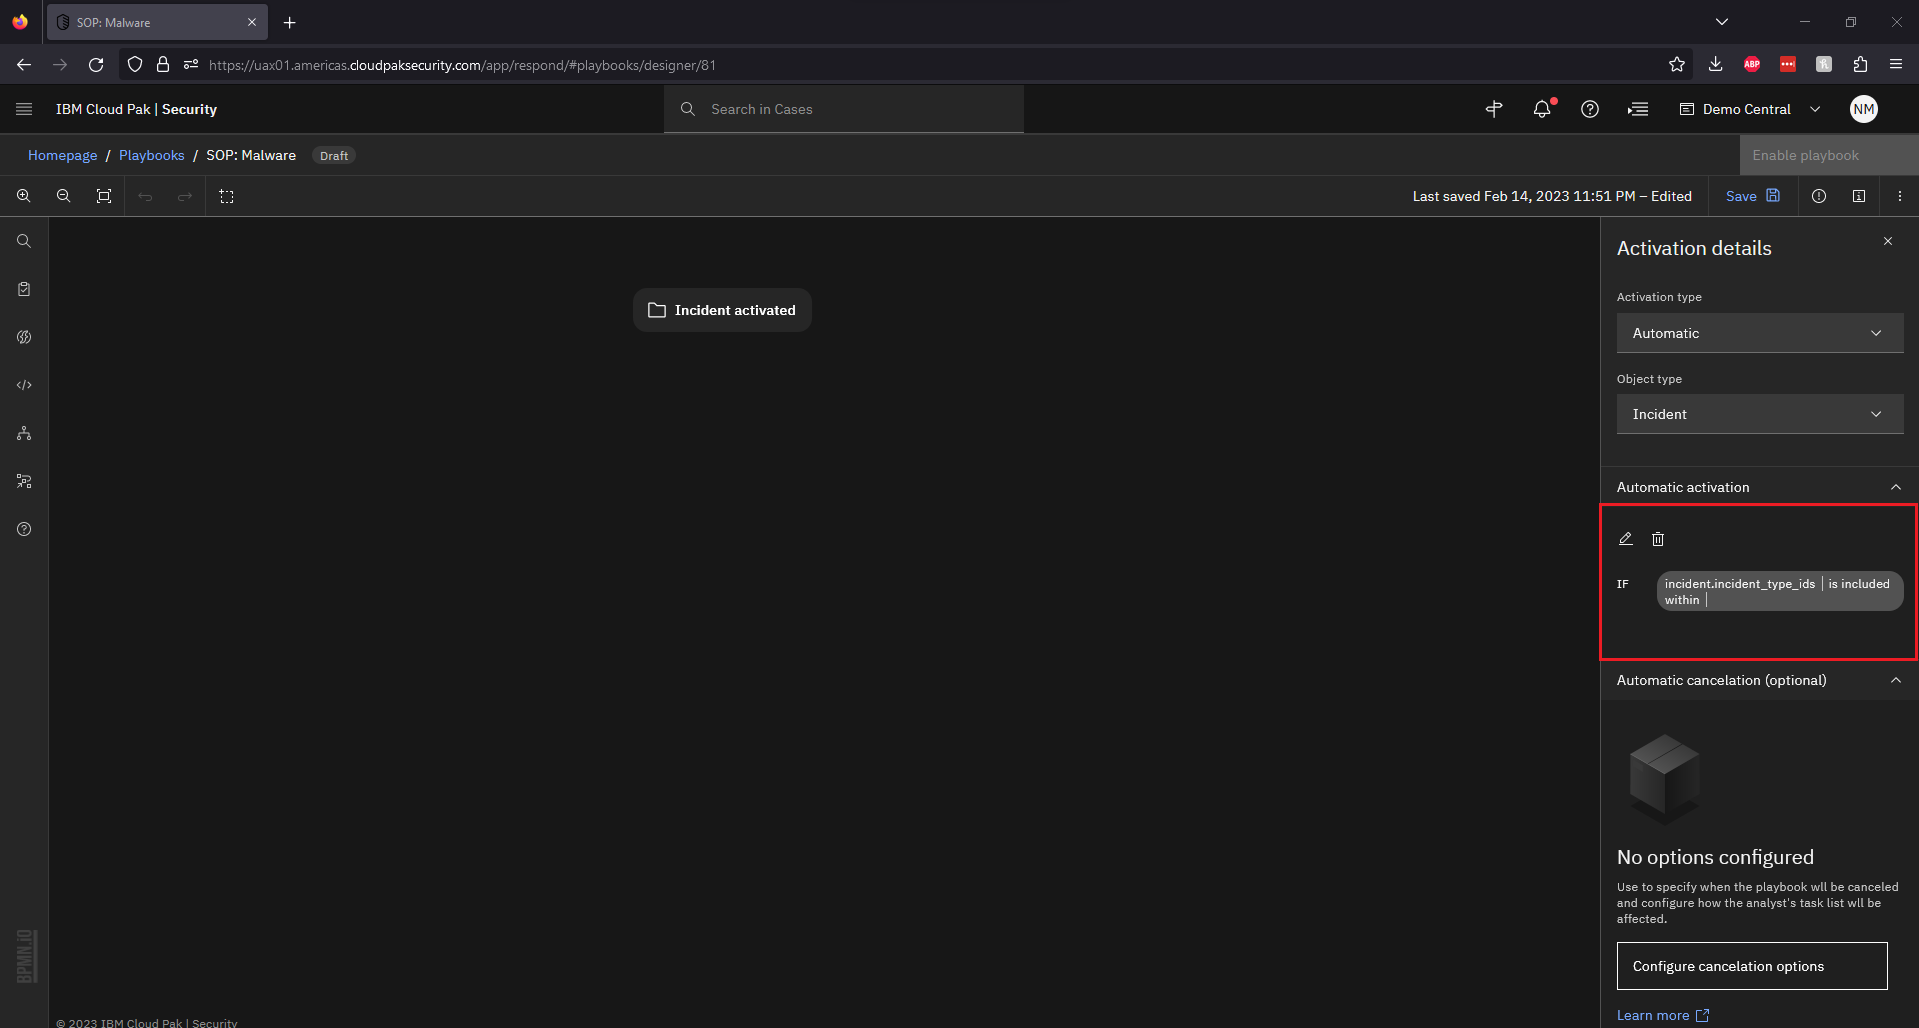 SOP: Malware
https://uax01.americas.cloudpaksecurity.com/app/respond/#playbooks/designer/81
ABP
IBM Cloud Pak | Security
Search in Cases
Demo Central
NM
Homepage / Playbooks / SOP: Malware Draft
Enable playbook
Last saved Feb 14, 2023 11:51 PM – Edited
Save
Activation details
Activation type
Automatic
Incident activated
Object type
Incident
Automatic activation
IF incident.incident_type_ids | is included
within |
Automatic cancelation (optional)
No options configured
Use to specify when the playbook wll be canceled
and configure how the analyst's task list wll be
affected.
Configure cancelation options
Learn more
BPMN.iO
© 2023 IBM Cloud Pak | Security